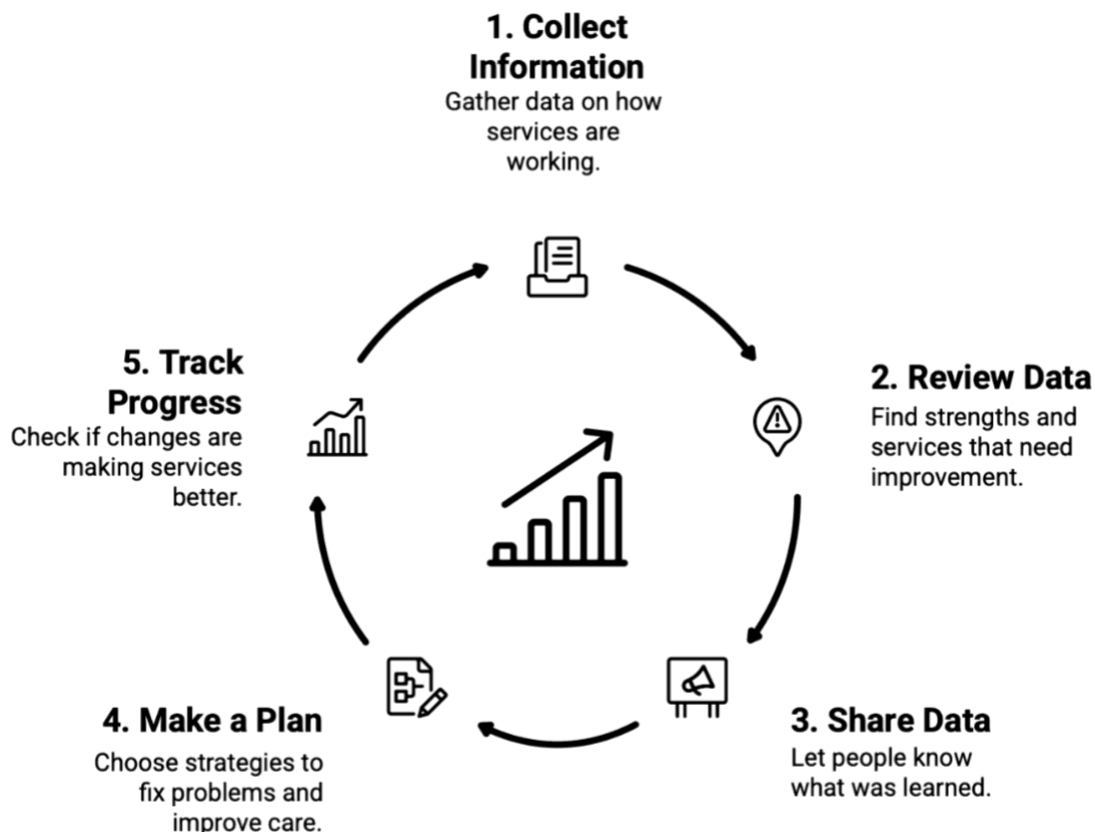 1. Collect
Information
Gather data on how
services are
working.
2. Review Data
Find strengths and
services that need
improvement.
3. Share Data
Let people know
what was learned.
4. Make a Plan
Choose strategies to
fix problems and
improve care.
5. Track
Progress
Check if changes are
making services
better.